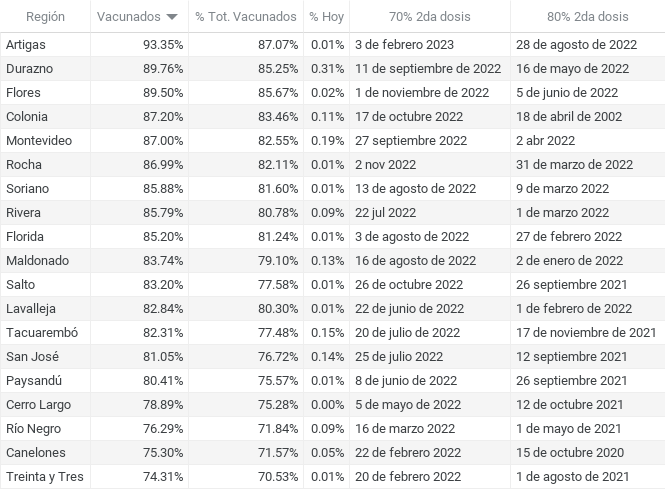 Región Vacunados % Tot. Vacunados % Hoy 70% 2da dosis 80% 2da dosis
Artigas 93.35% 87.07% 0.01% 3 de febrero 2023 28 de agosto de 2022
Durazno 89.76% 85.25% 0.31% 11 de septiembre de 2022 16 de mayo de 2022
Flores 89.50% 85.67% 0.02% 1 de noviembre de 2022 5 de junio de 2022
Colonia 87.20% 83.46% 0.11% 17 de octubre 2022 18 de abril de 2002
Montevideo 87.00% 82.55% 0.19% 27 septiembre 2022 2 abr 2022
Rocha 86.99% 82.11% 0.01% 2 nov 2022 31 de marzo de 2022
Soriano 85.88% 81.60% 0.01% 13 de agosto de 2022 9 de marzo 2022
Rivera 85.79% 80.78% 0.09% 22 jul 2022 1 de marzo 2022
Florida 85.20% 81.24% 0.01% 3 de agosto de 2022 27 de febrero 2022
Maldonado 83.74% 79.10% 0.13% 16 de agosto de 2022 2 de enero de 2022
Salto 83.20% 77.58% 0.01% 26 de octubre 2022 26 septiembre 2021
Lavalleja 82.84% 80.30% 0.01% 22 de junio de 2022 1 de febrero de 2022
Tacuarembó 82.31% 77.48% 0.15% 20 de julio de 2022 17 de noviembre de 2021
San José 81.05% 76.72% 0.14% 25 de julio 2022 12 septiembre 2021
Paysandú 80.41% 75.57% 0.01% 8 de junio de 2022 26 septiembre 2021
Cerro Largo 78.89% 75.28% 0.00% 5 de mayo de 2022 12 de octubre 2021
Río Negro 76.29% 71.84% 0.09% 16 de marzo 2022 1 de mayo de 2021
Canelones 75.30% 71.57% 0.05% 22 de febrero 2022 15 de octubre 2020
Treinta y Tres 74.31% 70.53% 0.01% 20 de febrero 2022 1 de agosto de 2021